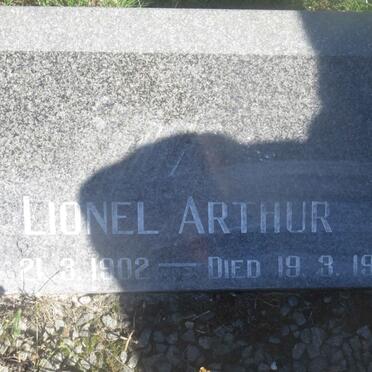 LIONEL ARTHUR
21. 3. 1902 — DIED 19. 3. 19